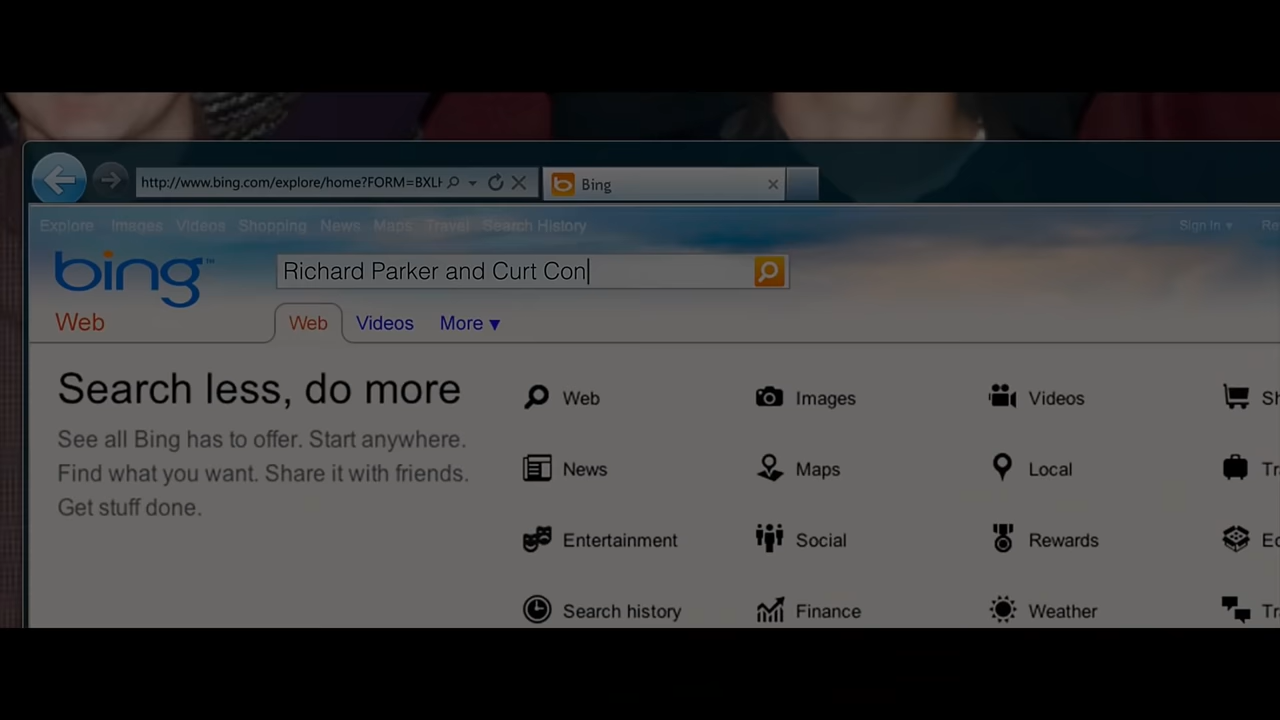 http://www.bing.com/explore/home?FORM=BXLH
Bing
Explore Images Videos Shopping News Maps Travel Search History
Sign In
bing™
Richard Parker and Curt Con
Web
Web Videos More
Search less, do more
See all Bing has to offer. Start anywhere.
Find what you want. Share it with friends.
Get stuff done.
Web Images Videos
News Maps Local
Entertainment Social Rewards
Search history Finance Weather